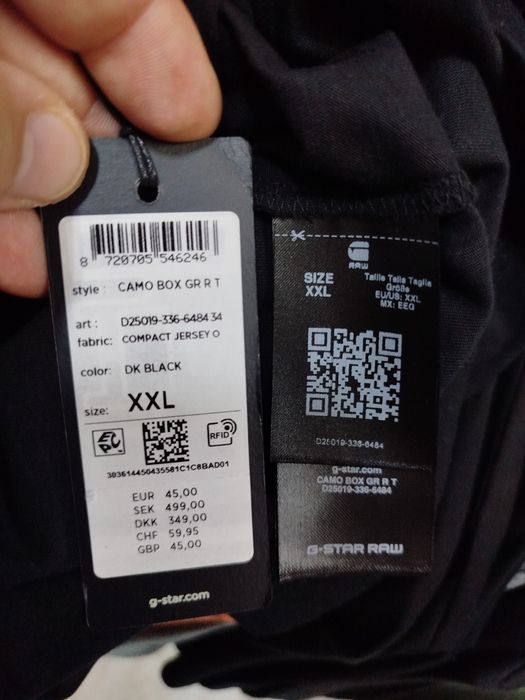 8 720705 546246
style : CAMO BOX GR R T
art : D25019-336-6484 34
fabric: COMPACT JERSEY O
color: DK BLACK
size: XXL
RFID
303614450435581C1C8BAD01
EUR 45,00
SEK 499,00
DKK 349,00
CHF 59,95
GBP 45,00
g-star.com
RAW
SIZE
XXL
Taille Talla Taglia
Größe
EU/US: XXL
MX: EEG
D25019-336-6484
g-star.com
CAMO BOX GR R T
D25019-336-6484
G-STAR RAW